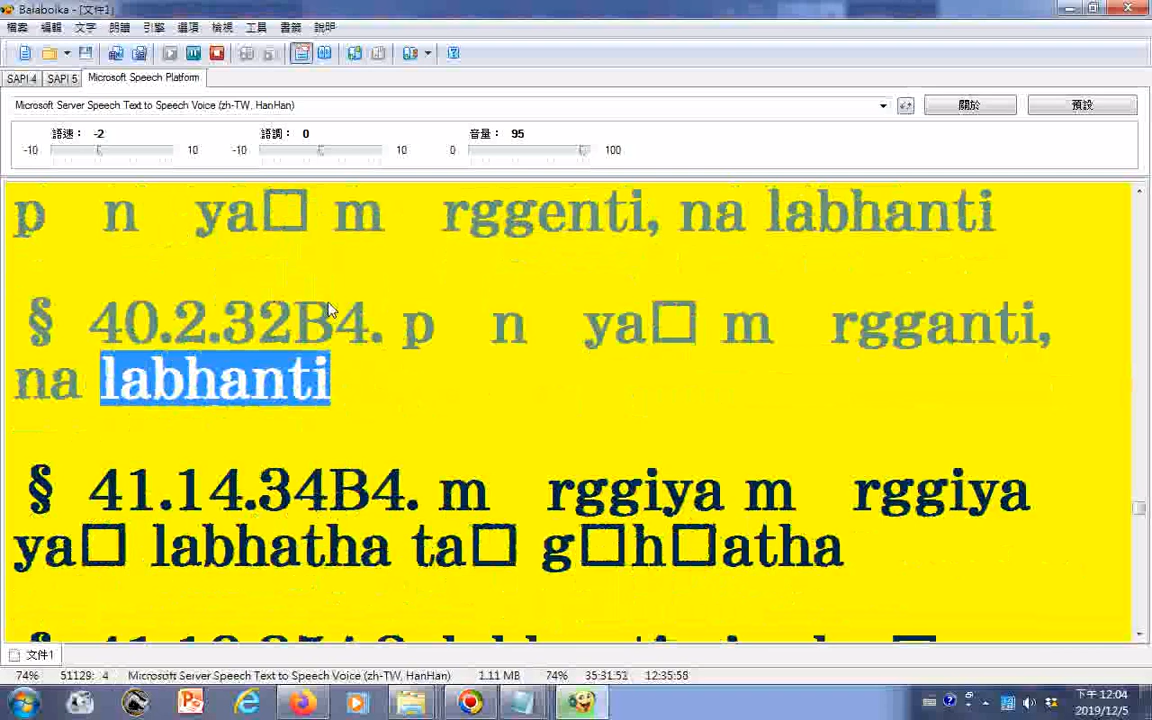 Balabolka - [文件1]
檔案 編輯 文字 朗讀 引擎 選項 檢視 工具 書籤 說明
SAPI 4 SAPI 5 Microsoft Speech Platform
Microsoft Server Speech Text to Speech Voice (zh-TW, HanHan) 關於 預設
語速： -2 語調： 0 音量： 95
-10 10 -10 10 0 100
p n ya□ m rggenti, na labhanti
§ 40.2.32B4. p n ya□ m rgganti,
na labhanti
§ 41.14.34B4. m rggiya m rggiya
ya□ labhatha ta□ g□h□atha
文件1
74% 51129: 4 Microsoft Server Speech Text to Speech Voice (zh-TW, HanHan) 1.11 MB 74% 35:31:51 12:35:58
下午 12:04
2019/12/5